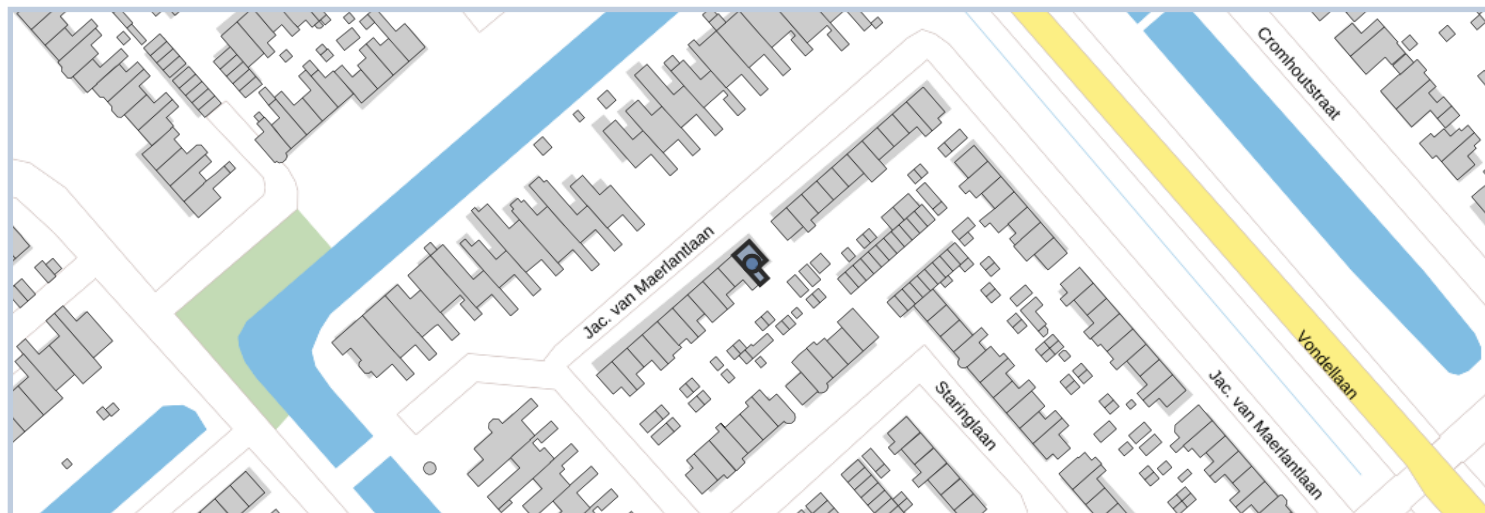 Cromhoutstraat
Jac. van Maerlantlaan
Vondellaan
Jac. van Maerlantlaan
Staringlaan